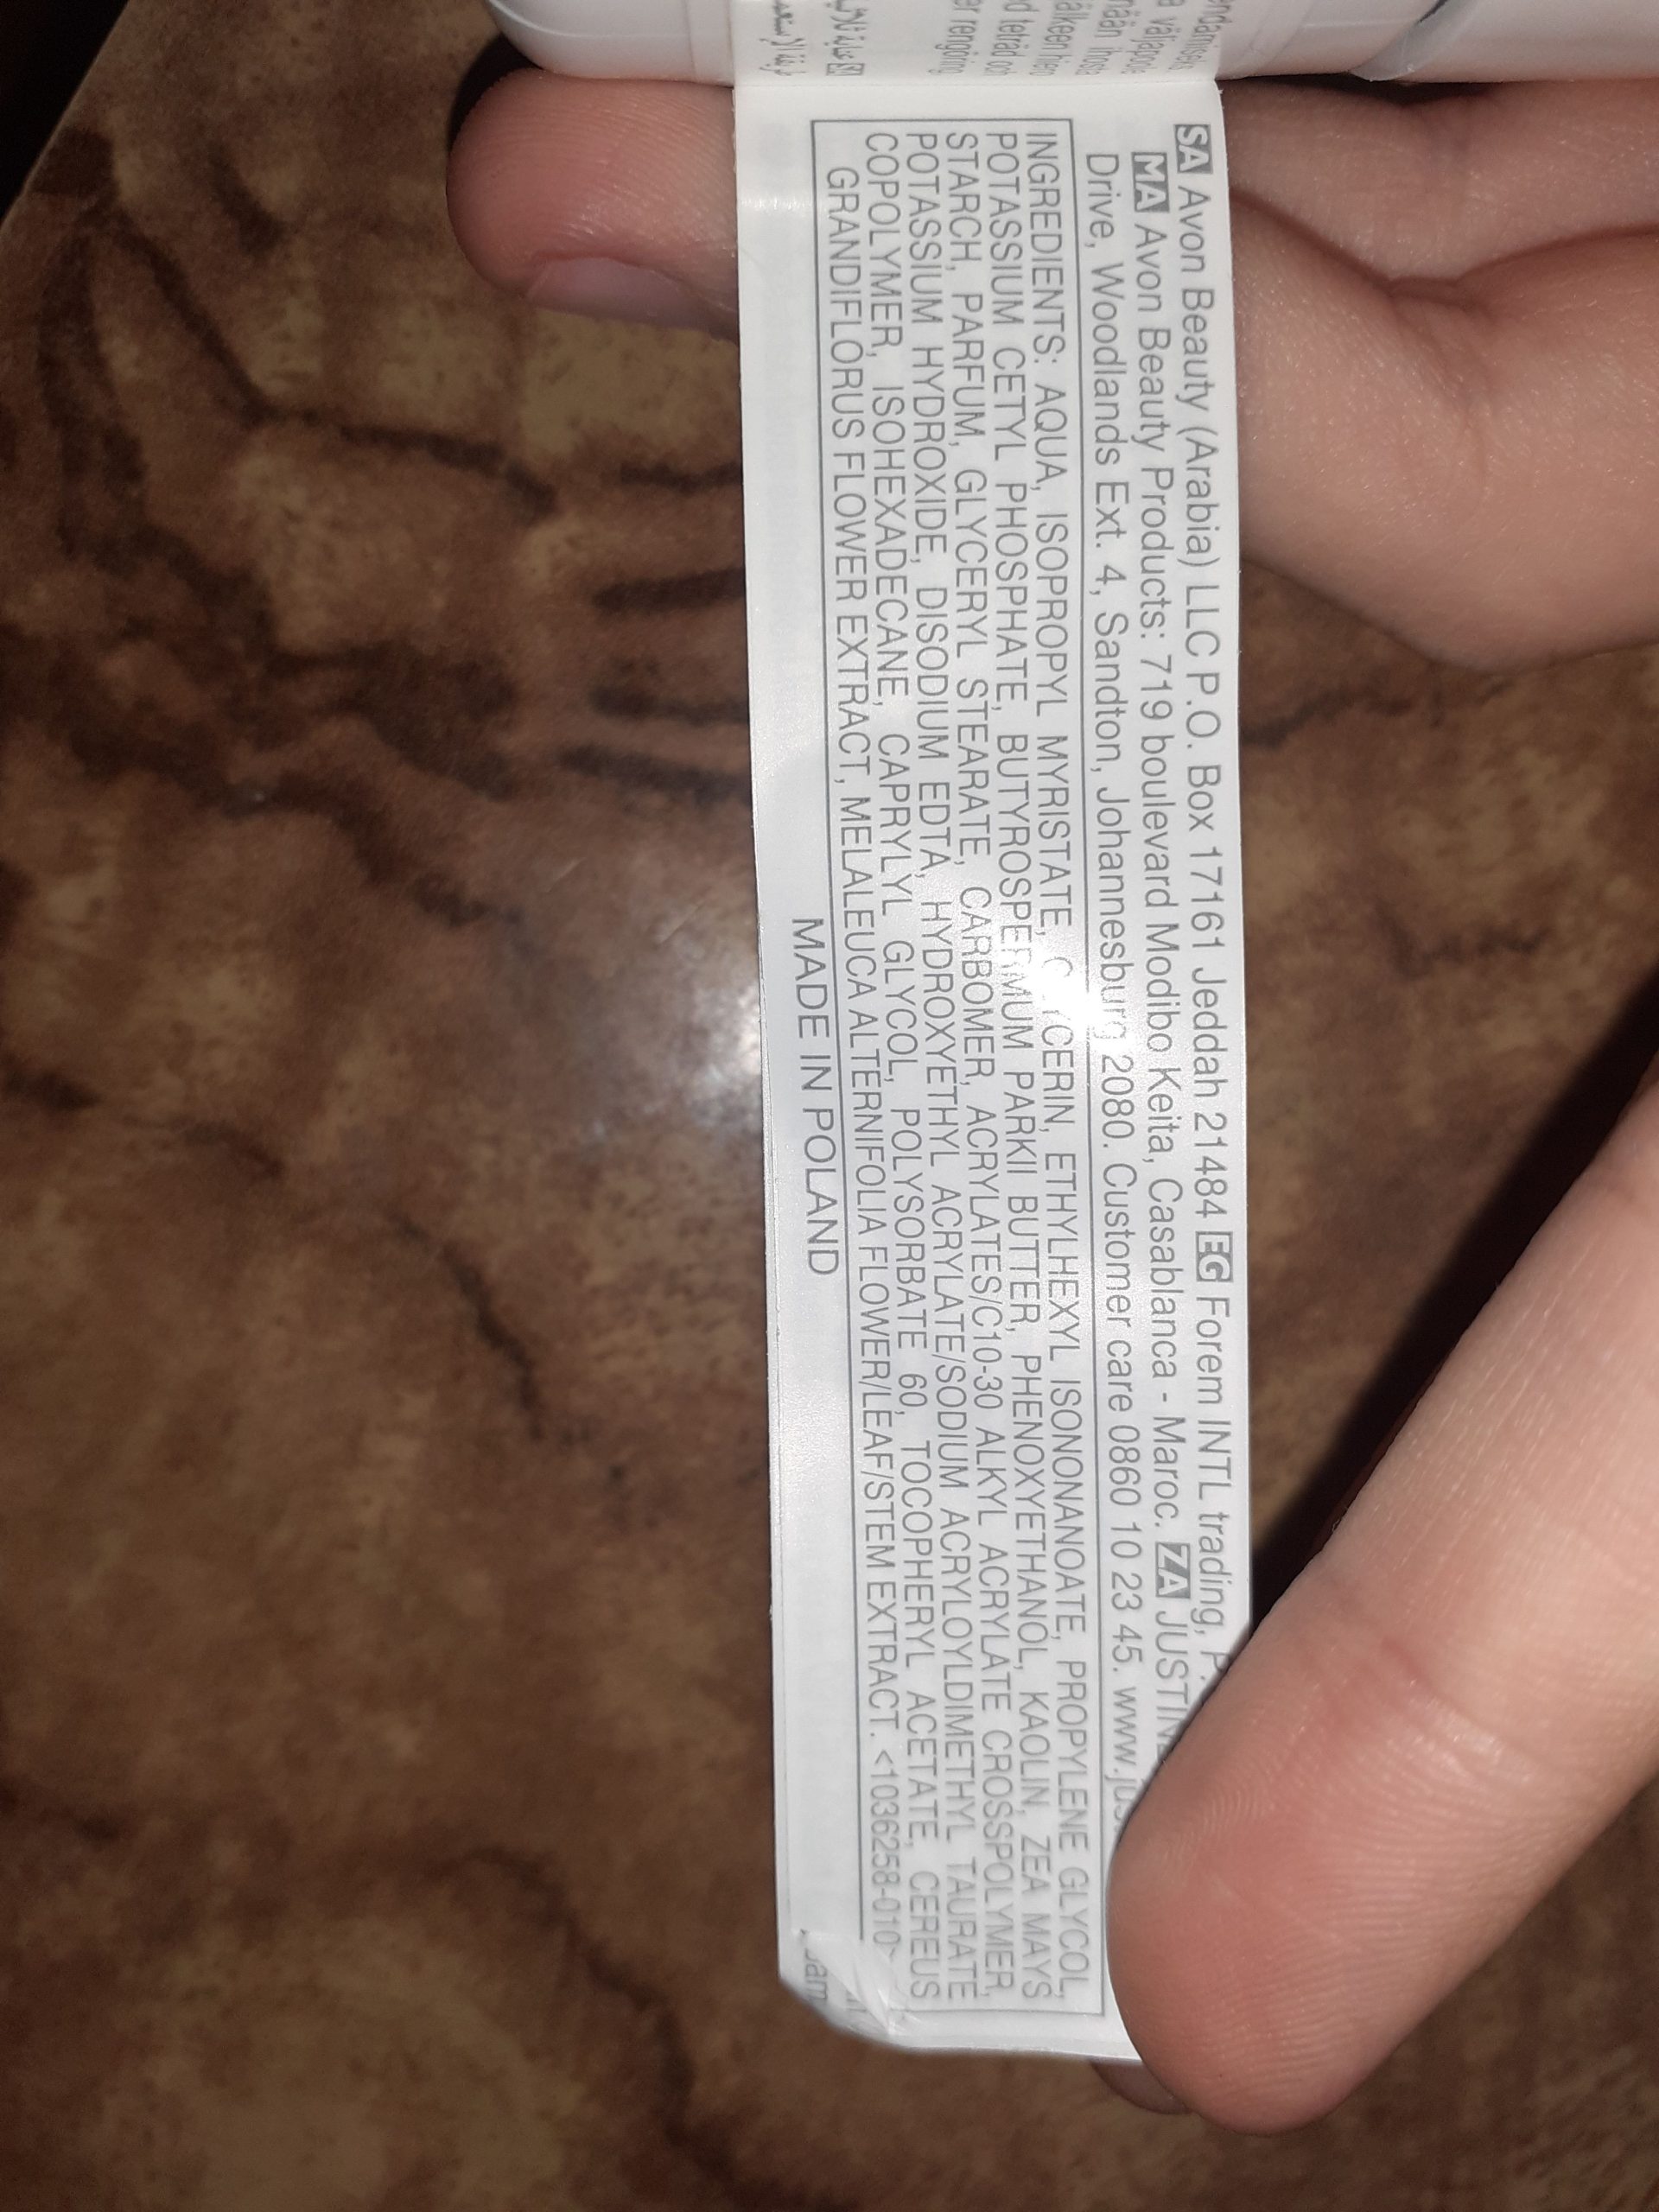 SA Avon Beauty (Arabia) LLC P.O. Box 17161 Jeddah 21484 EG Forem INTL trading,
MA Avon Beauty Products: 719 boulevard Modibo Keita, Casablanca - Maroc. ZA JUSTINE
Drive, Woodlands Ext. 4, Sandton, Johannesburg 2080. Customer care 0860 10 23 45.
INGREDIENTS: AQUA, ISOPROPYL MYRISTATE, GLYCERIN, ETHYLHEXYL ISONONANOATE, PROPYLENE GLYCOL,
POTASSIUM CETYL PHOSPHATE, BUTYROSPERMUM PARKII BUTTER, PHENOXYETHANOL, KAOLIN, ZEA MAYS
STARCH, PARFUM, GLYCERYL STEARATE, CARBOMER, ACRYLATES/C10-30 ALKYL ACRYLATE CROSSPOLYMER,
POTASSIUM HYDROXIDE, DISODIUM EDTA, HYDROXYETHYL ACRYLATE/SODIUM ACRYLOYLDIMETHYL TAURATE
COPOLYMER, ISOHEXADECANE, CAPRYLYL GLYCOL, POLYSORBATE 60, TOCOPHERYL ACETATE, CEREUS
GRANDIFLORUS FLOWER EXTRACT, MELALEUCA ALTERNIFOLIA FLOWER/LEAF/STEM EXTRACT. <1036258-010>
MADE IN POLAND